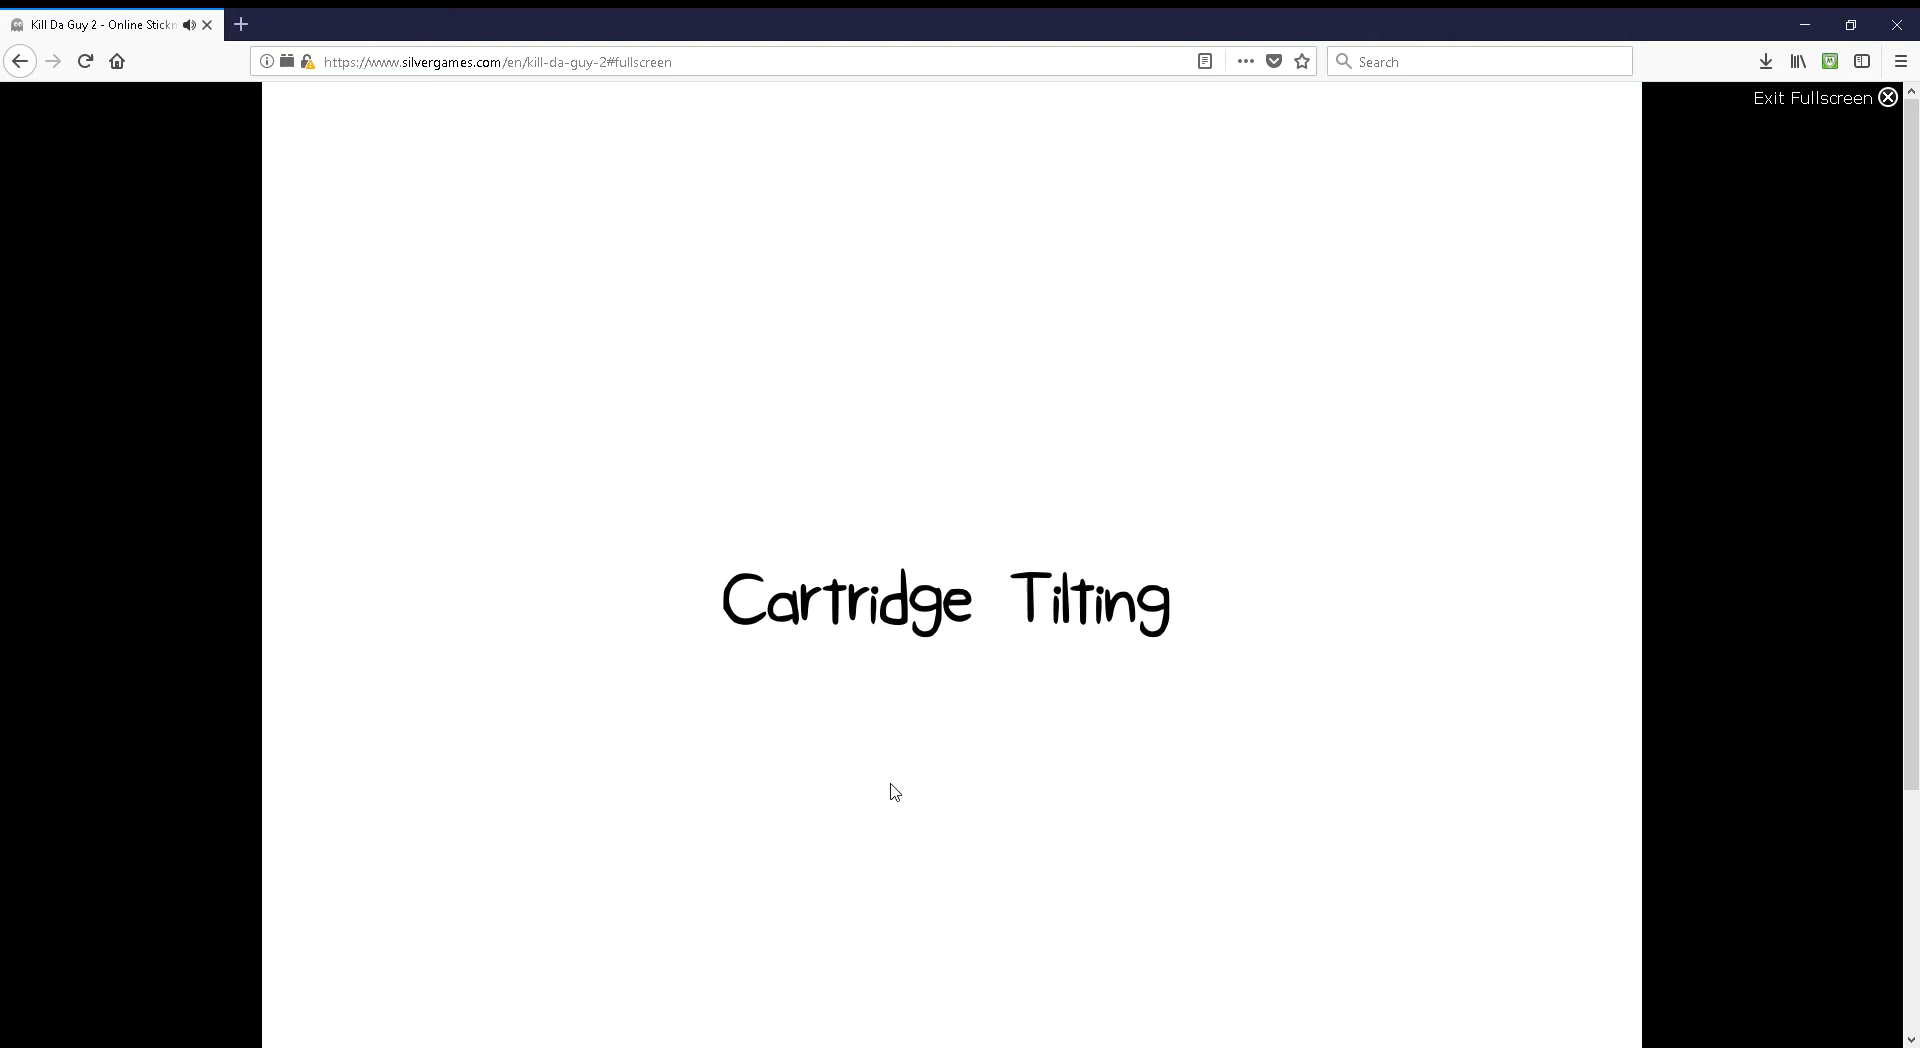 Kill Da Guy 2 - Online Stickn
https://www.silvergames.com/en/kill-da-guy-2#fullscreen
Search
Exit Fullscreen
Cartridge Tilting